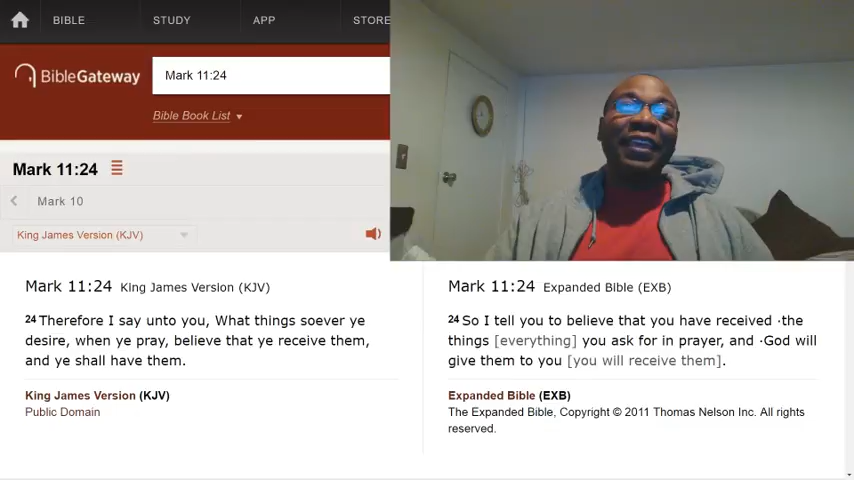 BIBLE STUDY APP STORE
BibleGateway
Mark 11:24
Bible Book List
Mark 11:24
Mark 10
King James Version (KJV)
Mark 11:24 King James Version (KJV)
24 Therefore I say unto you, What things soever ye
desire, when ye pray, believe that ye receive them,
and ye shall have them.
King James Version (KJV)
Public Domain
Mark 11:24 Expanded Bible (EXB)
24 So I tell you to believe that you have received ·the
things [everything] you ask for in prayer, and ·God will
give them to you [you will receive them].
Expanded Bible (EXB)
The Expanded Bible, Copyright © 2011 Thomas Nelson Inc. All rights
reserved.